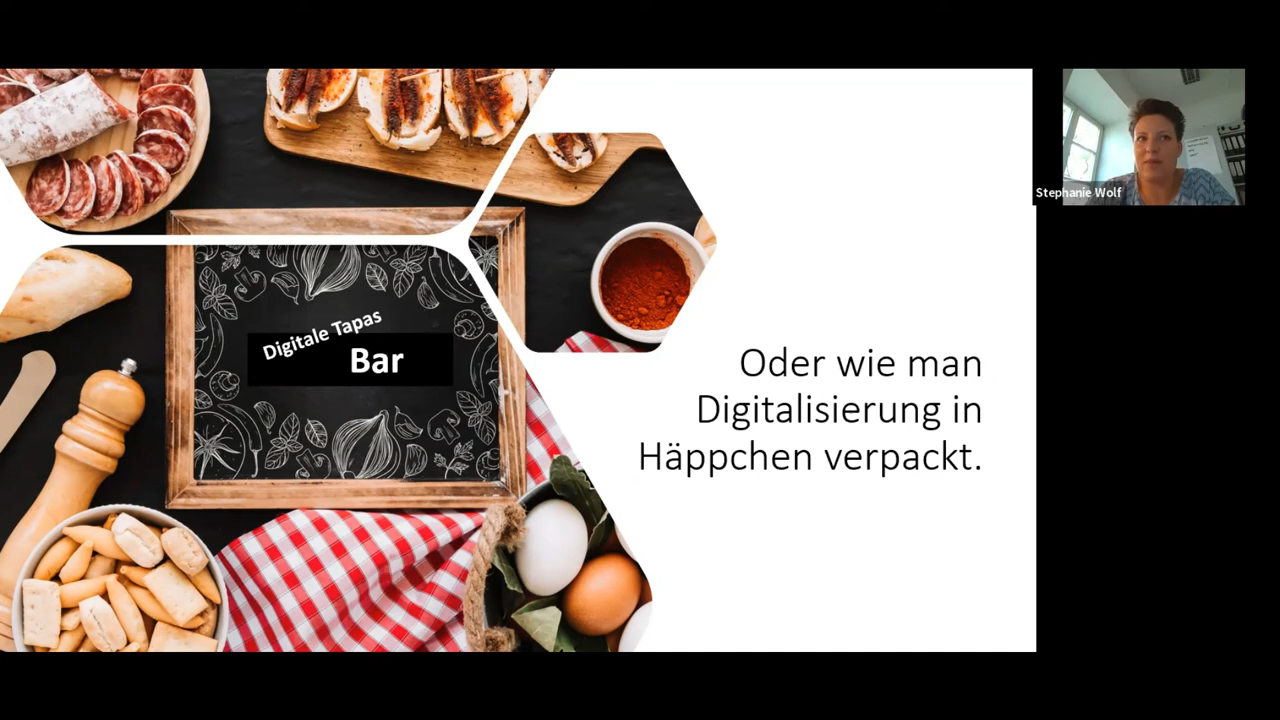 Digitale Tapas
Bar
Oder wie man
Digitalisierung in
Häppchen verpackt.
Stephanie Wolf